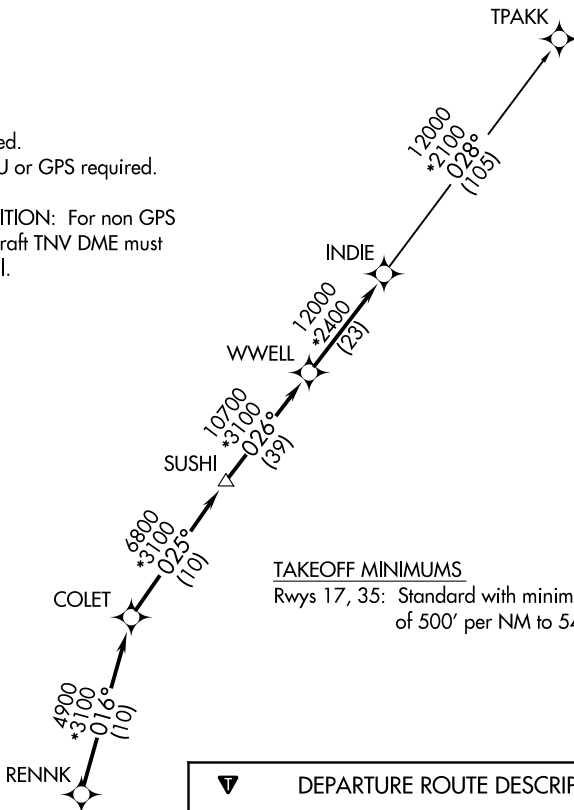 TPAKK
ed.
U or GPS required.
ITION: For non GPS
raft TNV DME must
l.
12000
*2100
028°
(105)
INDIE
12000
*2400
(23)
WWELL
10700
*3100
026°
(39)
SUSHI
6800
*3100
025°
(10)
TAKEOFF MINIMUMS
Rwys 17, 35: Standard with minim
of 500' per NM to 54
COLET
4900
*3100
016°
(10)
RENNK
T
DEPARTURE ROUTE DESCRIP